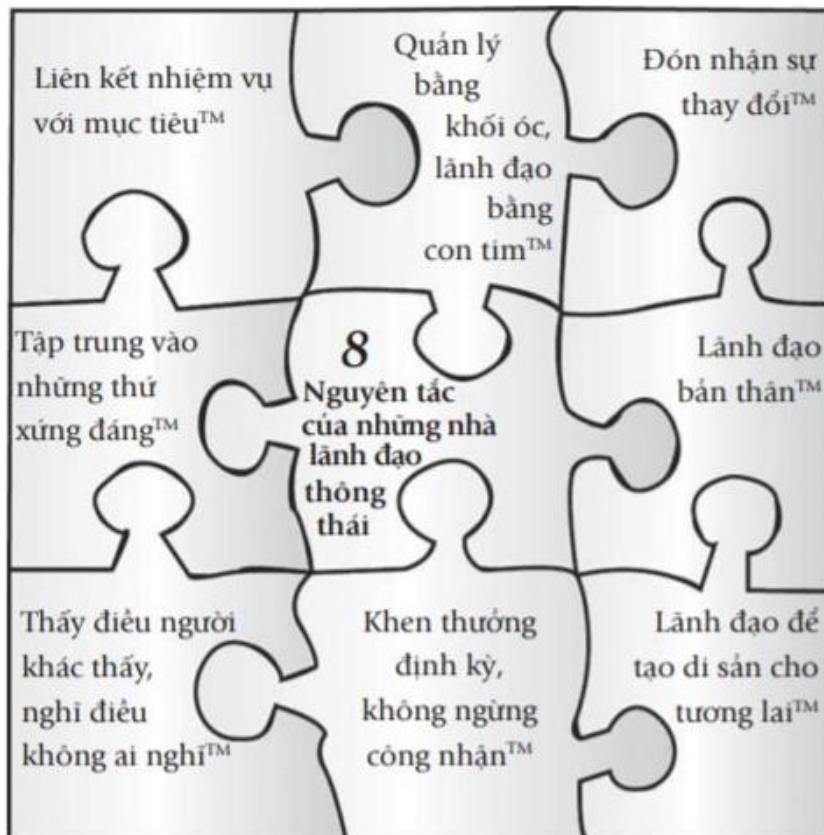 Liên kết nhiệm vụ
với mục tiêu™
Quản lý
bằng
khối óc,
lãnh đạo
bằng
con tim™
Đón nhận sự
thay đổi™
Tập trung vào
những thứ
xứng đáng™
8
Nguyên tắc
của những nhà
lãnh đạo
thông
thái
Lãnh đạo
bản thân™
Thấy điều người
khác thấy,
nghĩ điều
không ai nghĩ™
Khen thưởng
định kỳ,
không ngừng
công nhận™
Lãnh đạo để
tạo di sản cho
tương lai™